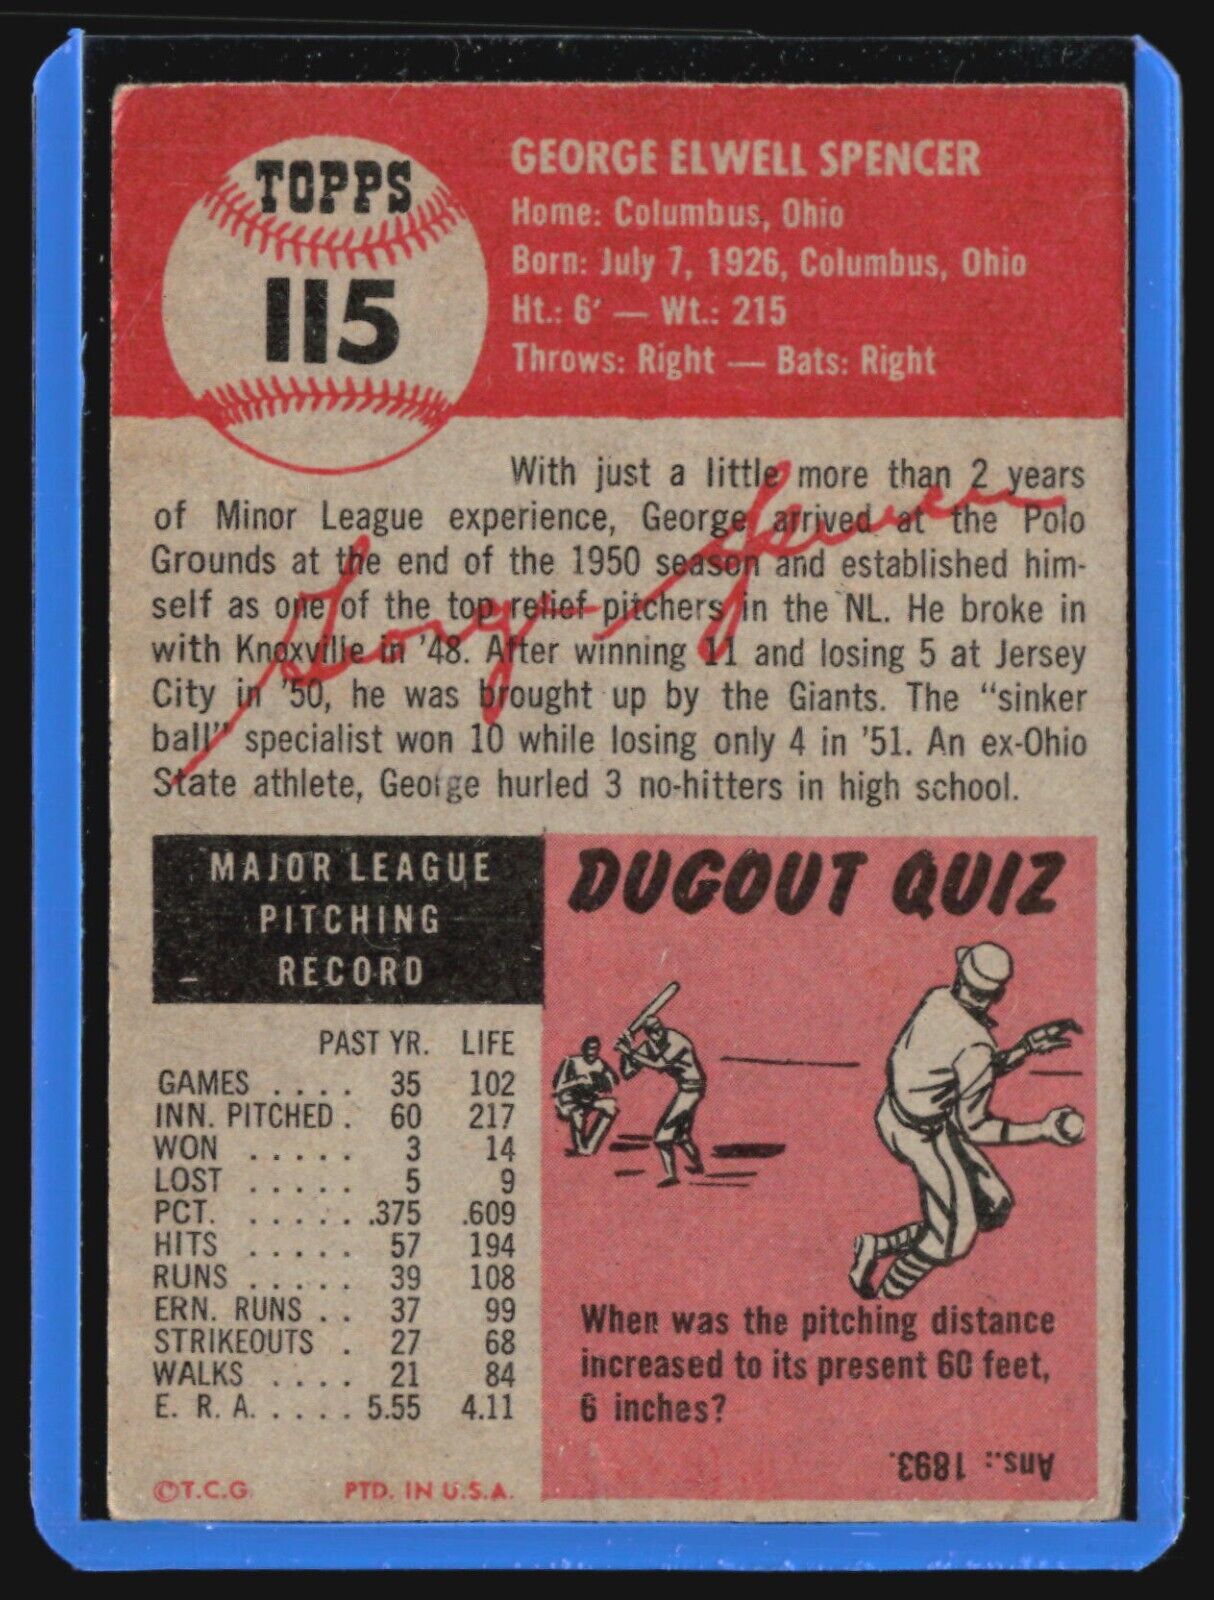 TOPPS
115
GEORGE ELWELL SPENCER
Home: Columbus, Ohio
Born: July 7, 1926, Columbus, Ohio
Ht.: 6' — Wt.: 215
Throws: Right — Bats: Right
With just a little more than 2 years
of Minor League experience, George arrived at the Polo
Grounds at the end of the 1950 season and established him-
self as one of the top relief pitchers in the NL. He broke in
with Knoxville in '48. After winning 11 and losing 5 at Jersey
City in '50, he was brought up by the Giants. The "sinker
ball" specialist won 10 while losing only 4 in '51. An ex-Ohio
State athlete, George hurled 3 no-hitters in high school.
George Spencer
MAJOR LEAGUE
PITCHING
RECORD
PAST YR. LIFE
GAMES . . . . 35 102
INN. PITCHED . 60 217
WON . . . . . 3 14
LOST . . . . . 5 9
PCT. . . . . . .375 .609
HITS . . . . . 57 194
RUNS . . . . . 39 108
ERN. RUNS . . 37 99
STRIKEOUTS . 27 68
WALKS . . . . 21 84
E. R. A. . . . . . 5.55 4.11
©T.C.G. PTD. IN U.S.A.
DUGOUT QUIZ
When was the pitching distance
increased to its present 60 feet,
6 inches?
Ans.: 1893.